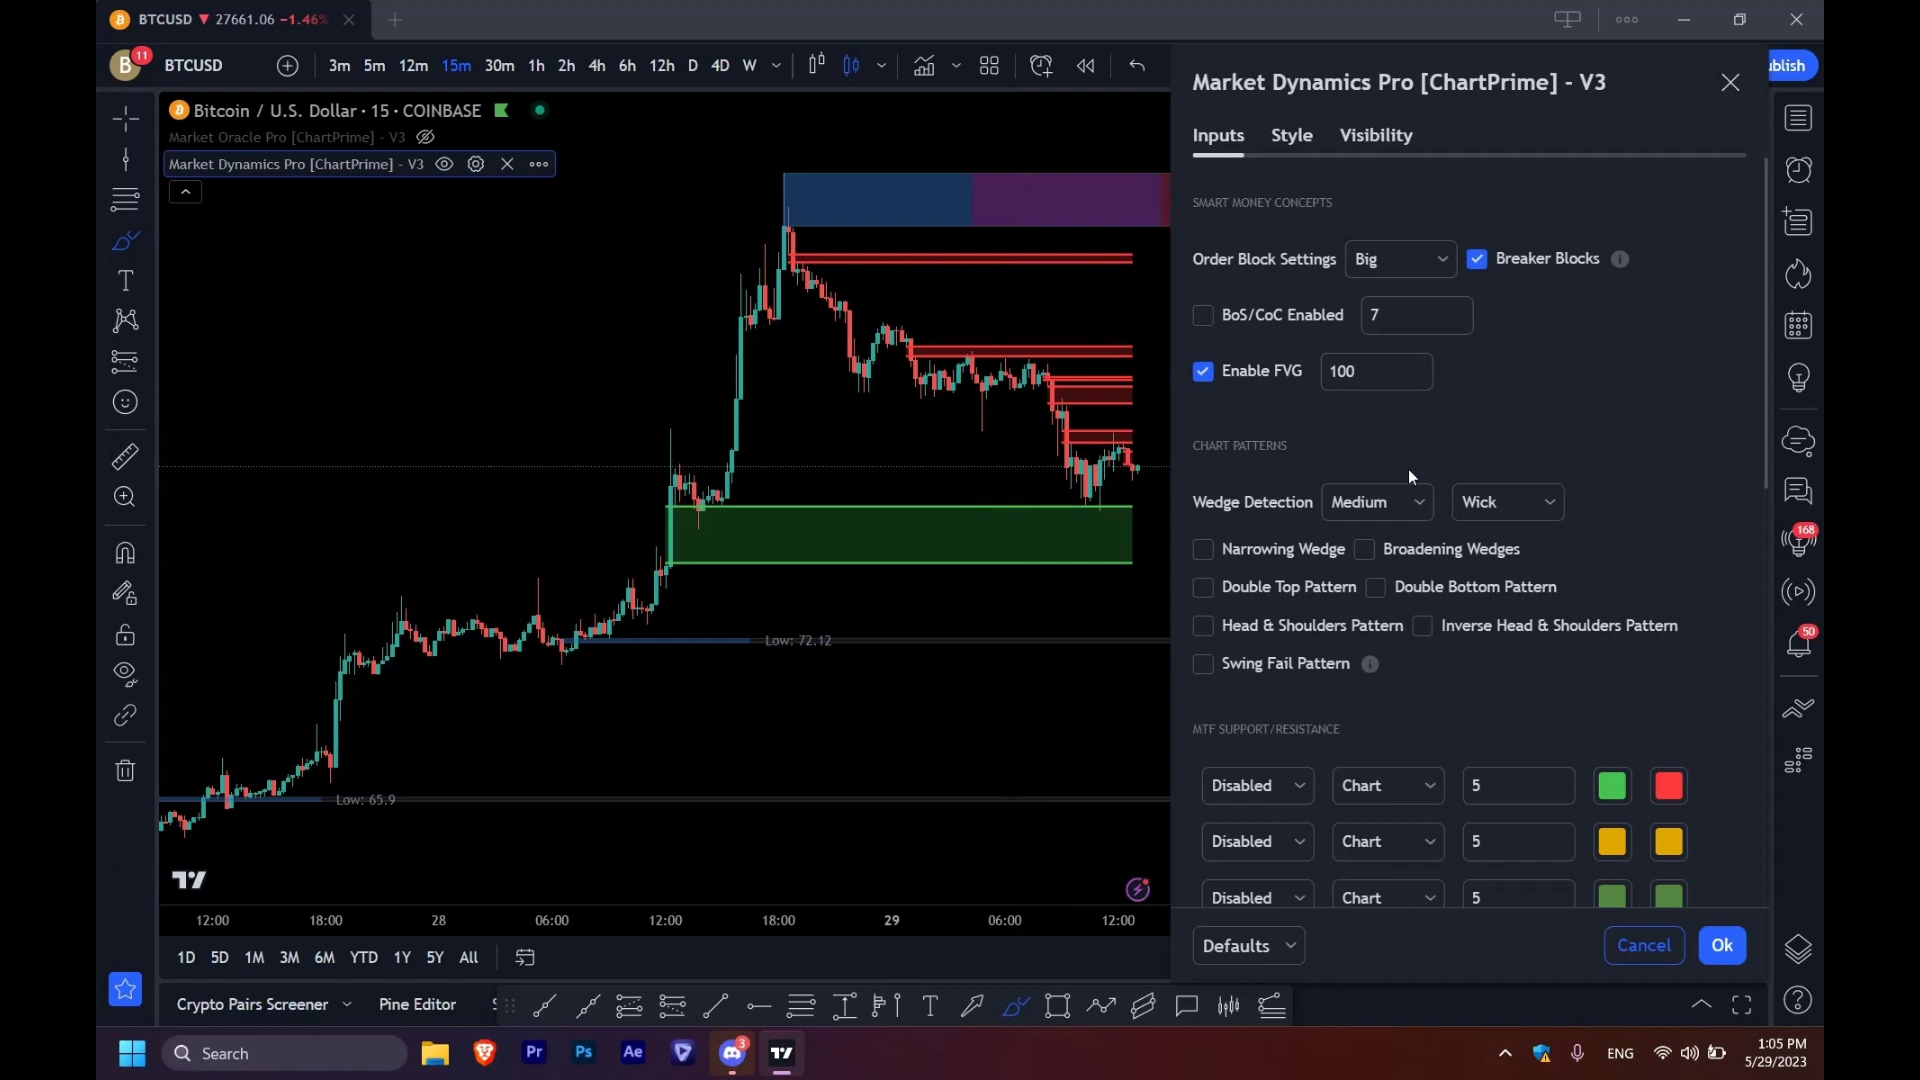 BTCUSD ▼ 27661.06 −1.46%
B 11 BTCUSD 3m 5m 12m 15m 30m 1h 2h 4h 6h 12h D 4D W
Bitcoin / U.S. Dollar · 15 · COINBASE
Market Oracle Pro [ChartPrime] - V3
Market Dynamics Pro [ChartPrime] - V3
Low: 72.12
Low: 65.9
12:00 18:00 28 06:00 12:00 18:00 29 06:00 12:00
1D 5D 1M 3M 6M YTD 1Y 5Y All
Crypto Pairs Screener Pine Editor
Market Dynamics Pro [ChartPrime] - V3
Inputs Style Visibility
SMART MONEY CONCEPTS
Order Block Settings Big Breaker Blocks
BoS/CoC Enabled 7
Enable FVG 100
CHART PATTERNS
Wedge Detection Medium Wick
Narrowing Wedge Broadening Wedges
Double Top Pattern Double Bottom Pattern
Head & Shoulders Pattern Inverse Head & Shoulders Pattern
Swing Fail Pattern
MTF SUPPORT/RESISTANCE
Disabled Chart 5
Disabled Chart 5
Disabled Chart 5
Defaults Cancel Ok
168
50
Search Pr Ps Ae 3 ENG
1:05 PM
5/29/2023